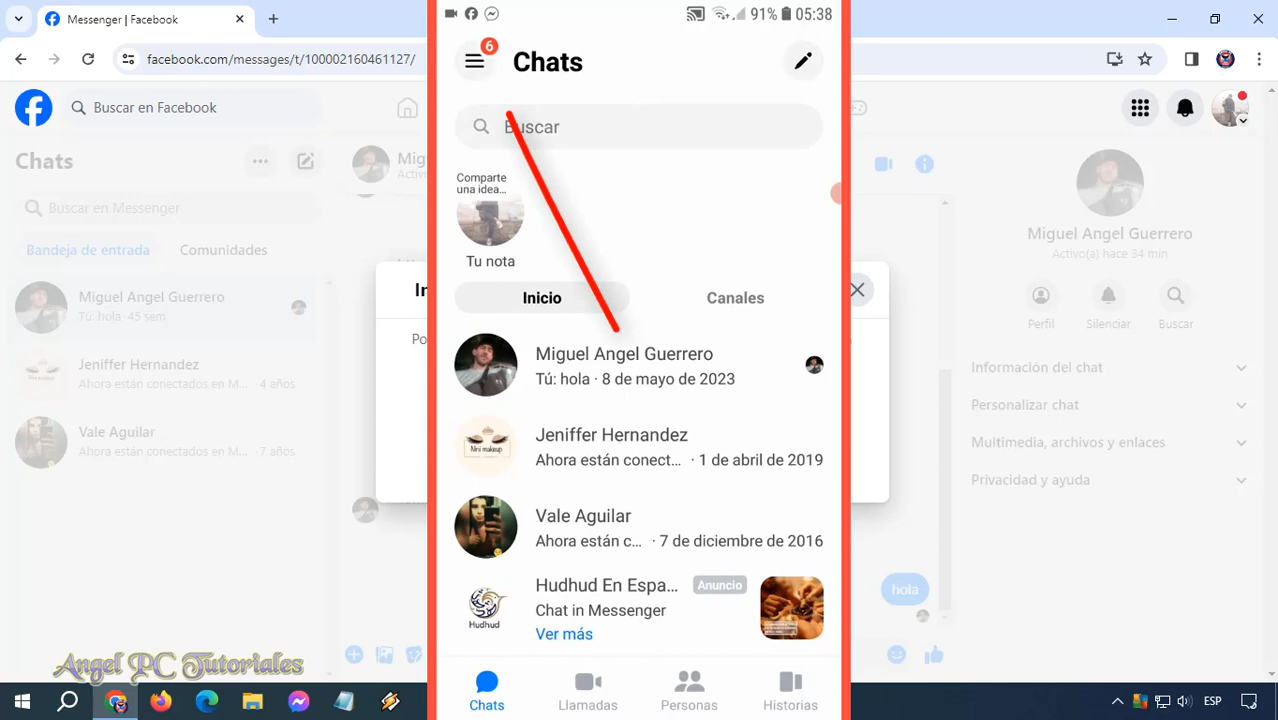 Messenger | Facebook
facebook.com/messages/t/100002160461127/
Buscar en Facebook
Chats
Buscar en Messenger
Bandeja de entrada
Comunidades
Miguel Angel Guerrero
Tú: hola · 45 sem
Jeniffer Hernandez
Ahora están conectados en M... · 4 años
Vale Aguilar
Ahora están conectados en M... · 7 años
91% 05:38
6
Chats
Buscar
Comparte
una idea...
Tu nota
Inicio
Canales
Miguel Angel Guerrero
Tú: hola · 8 de mayo de 2023
Jeniffer Hernandez
Ahora están conect... · 1 de abril de 2019
Vale Aguilar
Ahora están c... · 7 de diciembre de 2016
Hudhud
Nini makeup
Hudhud En Espa...
Anuncio
Chat in Messenger
Ver más
Chats
Llamadas
Personas
Historias
Miguel Angel Guerrero
Activo(a) hace 34 min
Perfil
Silenciar
Buscar
Información del chat
Personalizar chat
Multimedia, archivos y enlaces
Privacidad y ayuda
hola
Angel PC Tutoriales
ESP